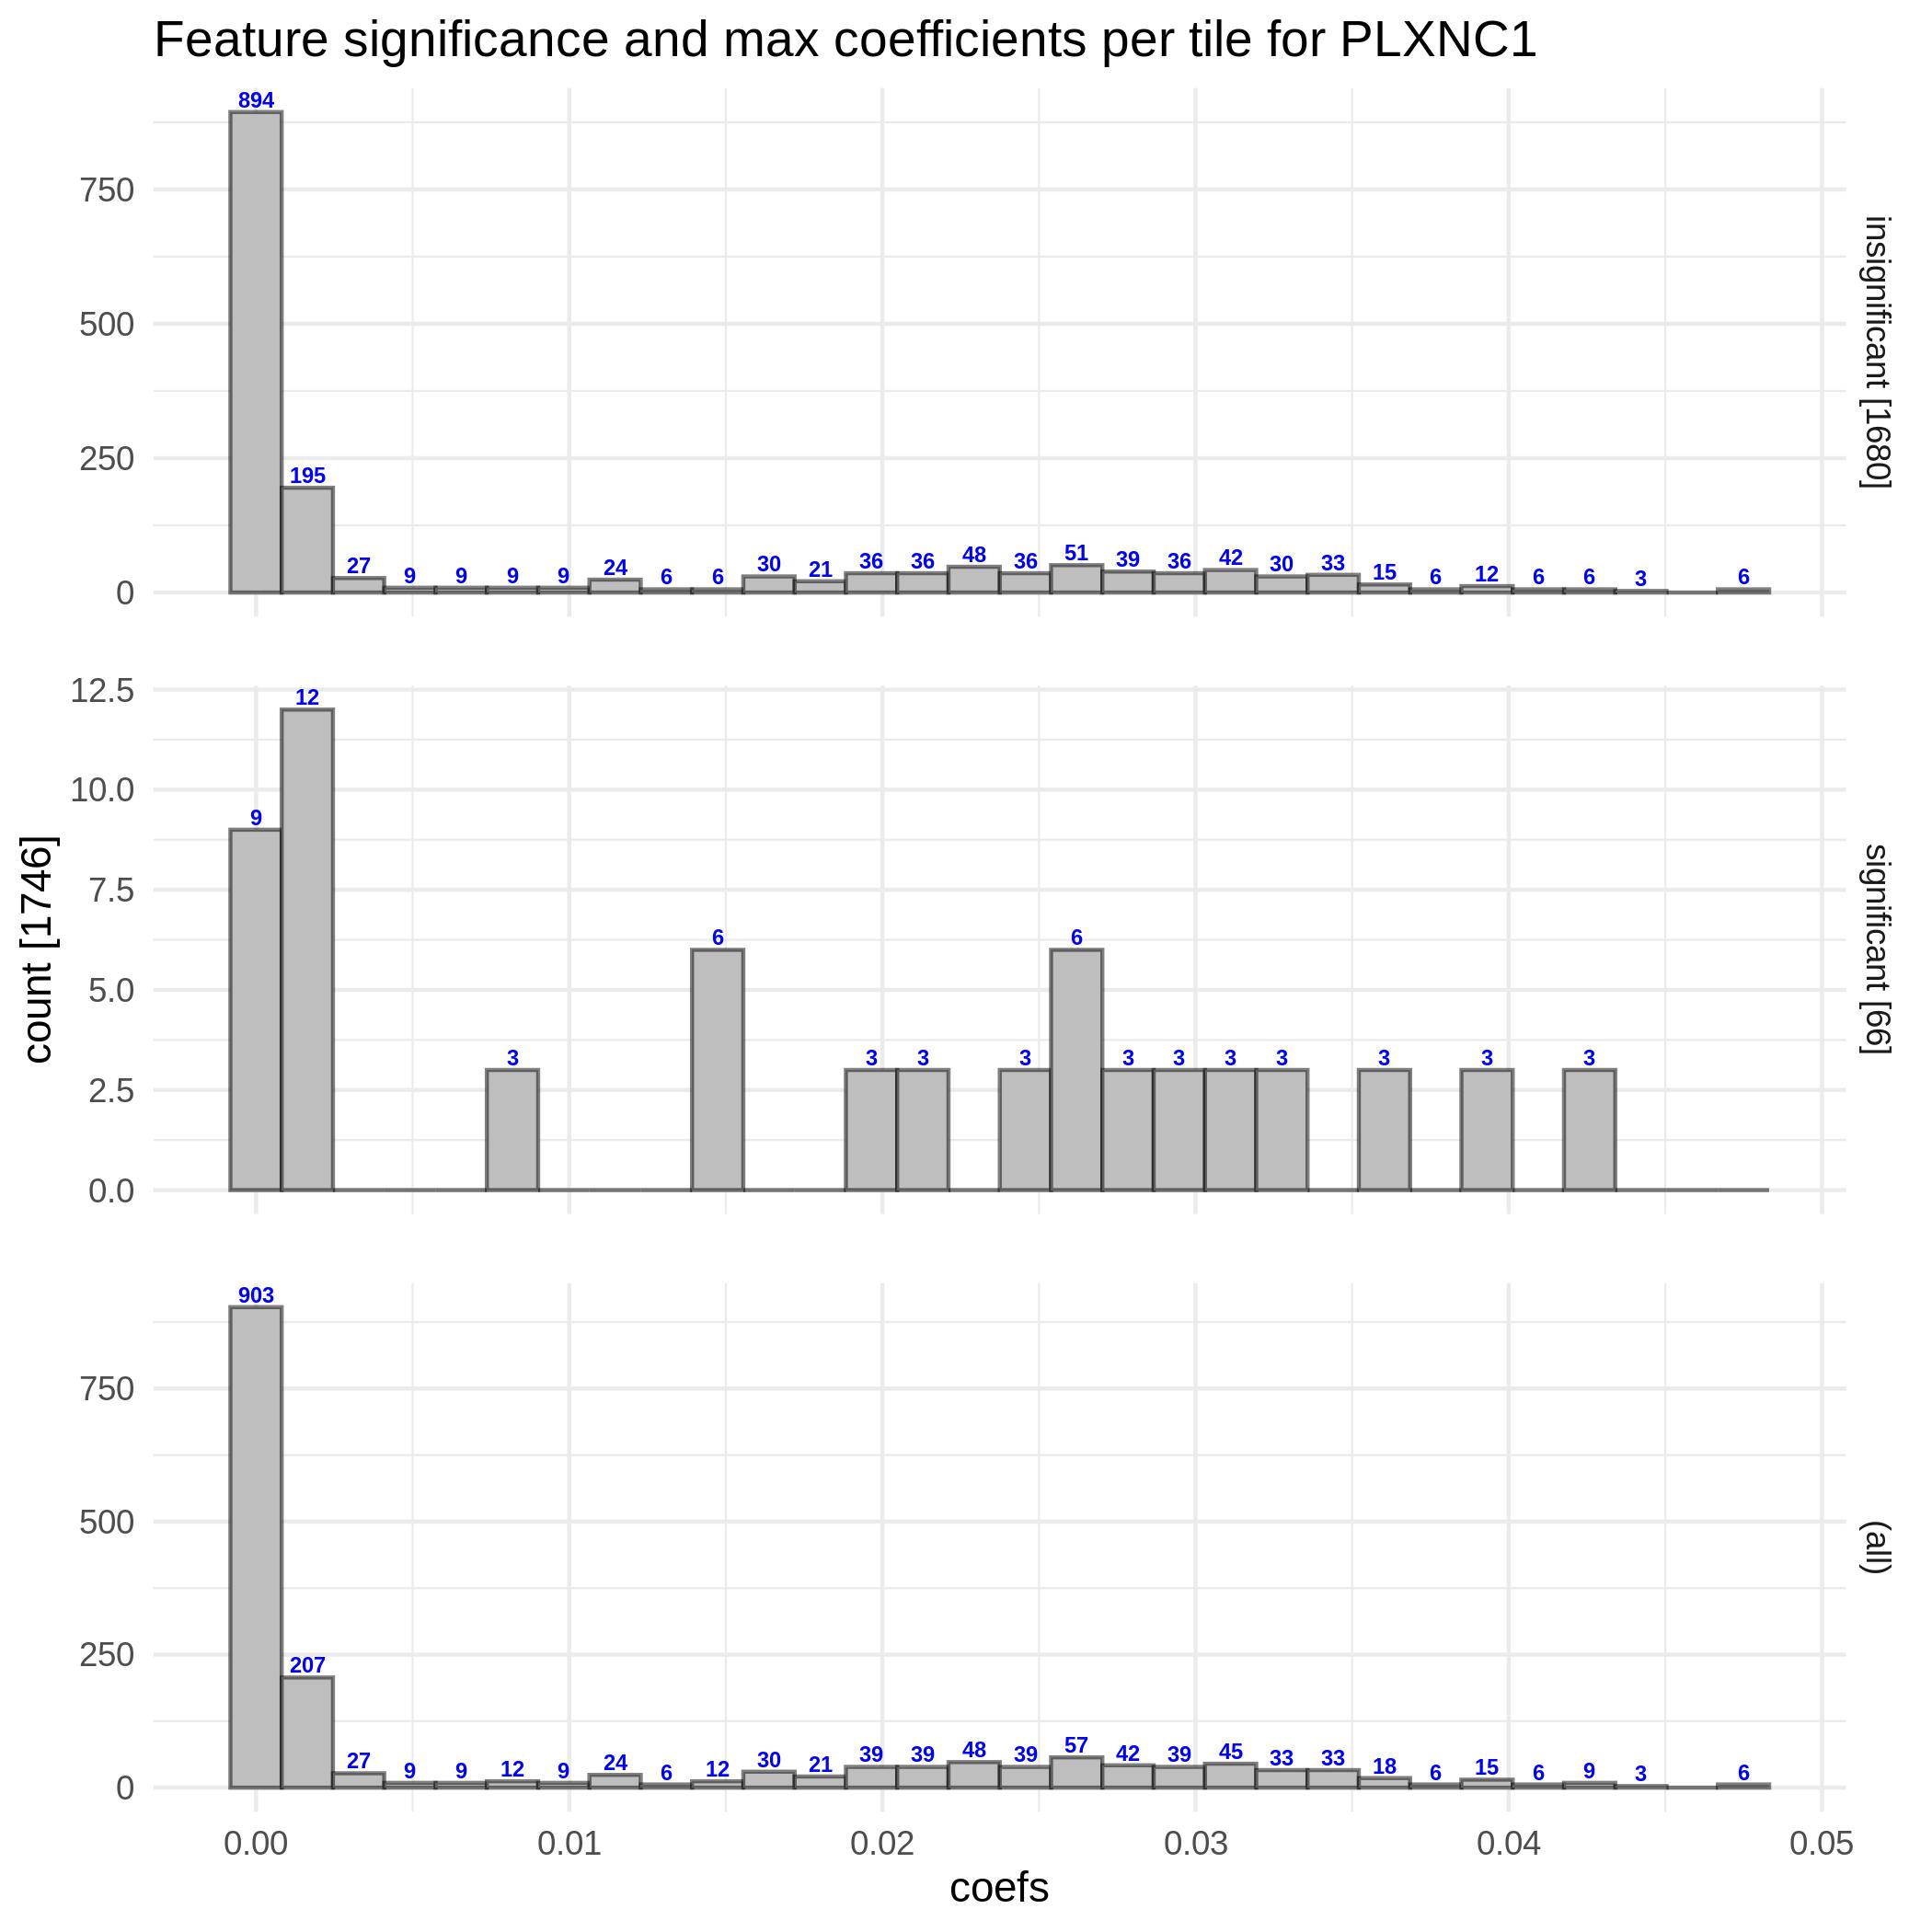 Feature significance and max coefficients per tile for PLXNC1
894
195
27 9 9 9 9 24 6 6 30 21 36 36 48 36 51 39 36 42 30 33 15 6 12 6 6 3 6
750
500
250
0
insignificant [1680]
12
9
3
6
3 3 3 6 3 3 3 3 3 3 3
12.5
10.0
7.5
5.0
2.5
0.0
significant [66]
count [1746]
903
207
27 9 9 12 9 24 6 12 30 21 39 39 48 39 57 42 39 45 33 33 18 6 15 6 9 3 6
750
500
250
0
(all)
0.00 0.01 0.02 0.03 0.04 0.05
coefs